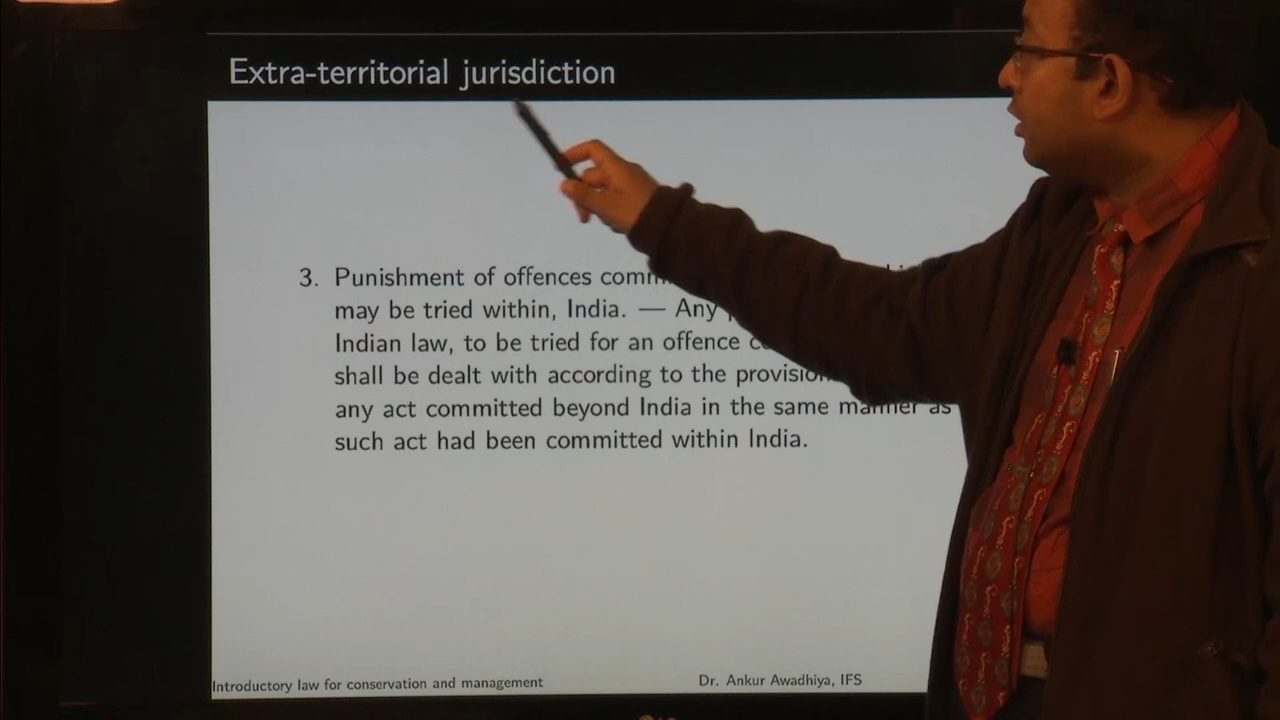 Extra-territorial jurisdiction
3. Punishment of offences
may be tried within, India. — Any
Indian law, to be tried for an offence
shall be dealt with according to the
any act committed beyond India in the same manner as
such act had been committed within India.
Introductory law for conservation and management
Dr. Ankur Awadhiya, IFS